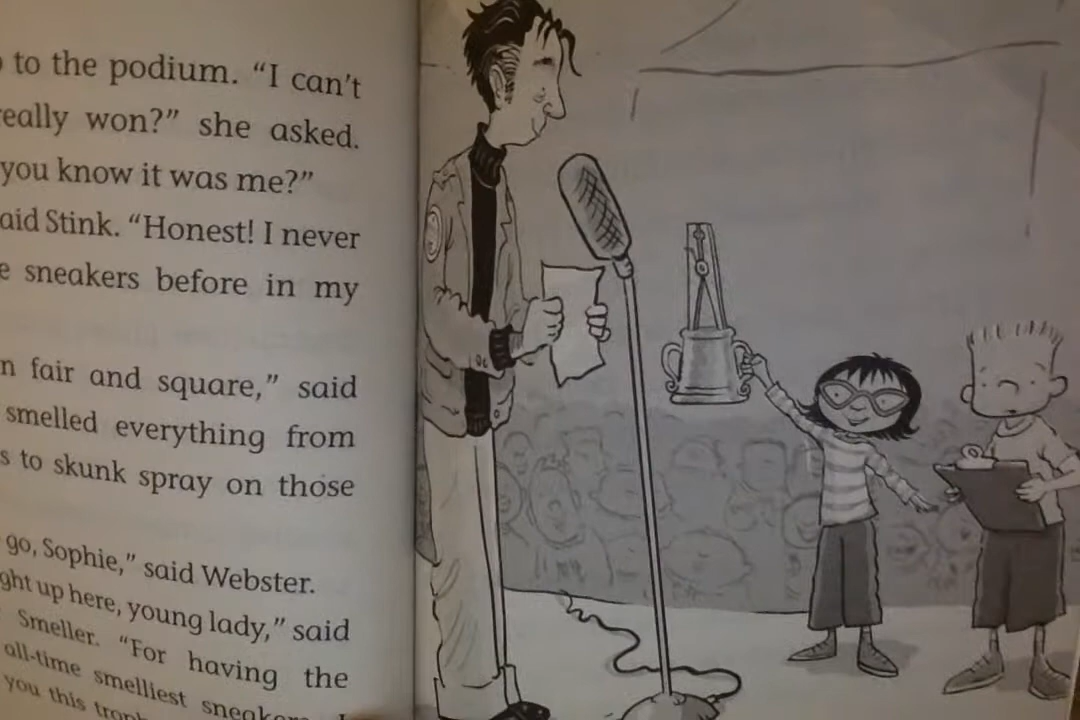 to the podium. “I can’t
really won?” she asked.
you know it was me?”
said Stink. “Honest! I never
sneakers before in my
fair and square,” said
smelled everything from
to skunk spray on those
go, Sophie,” said Webster.
up here, young lady,” said
Smeller. “For having the
all-time smelliest sneakers, I
you this